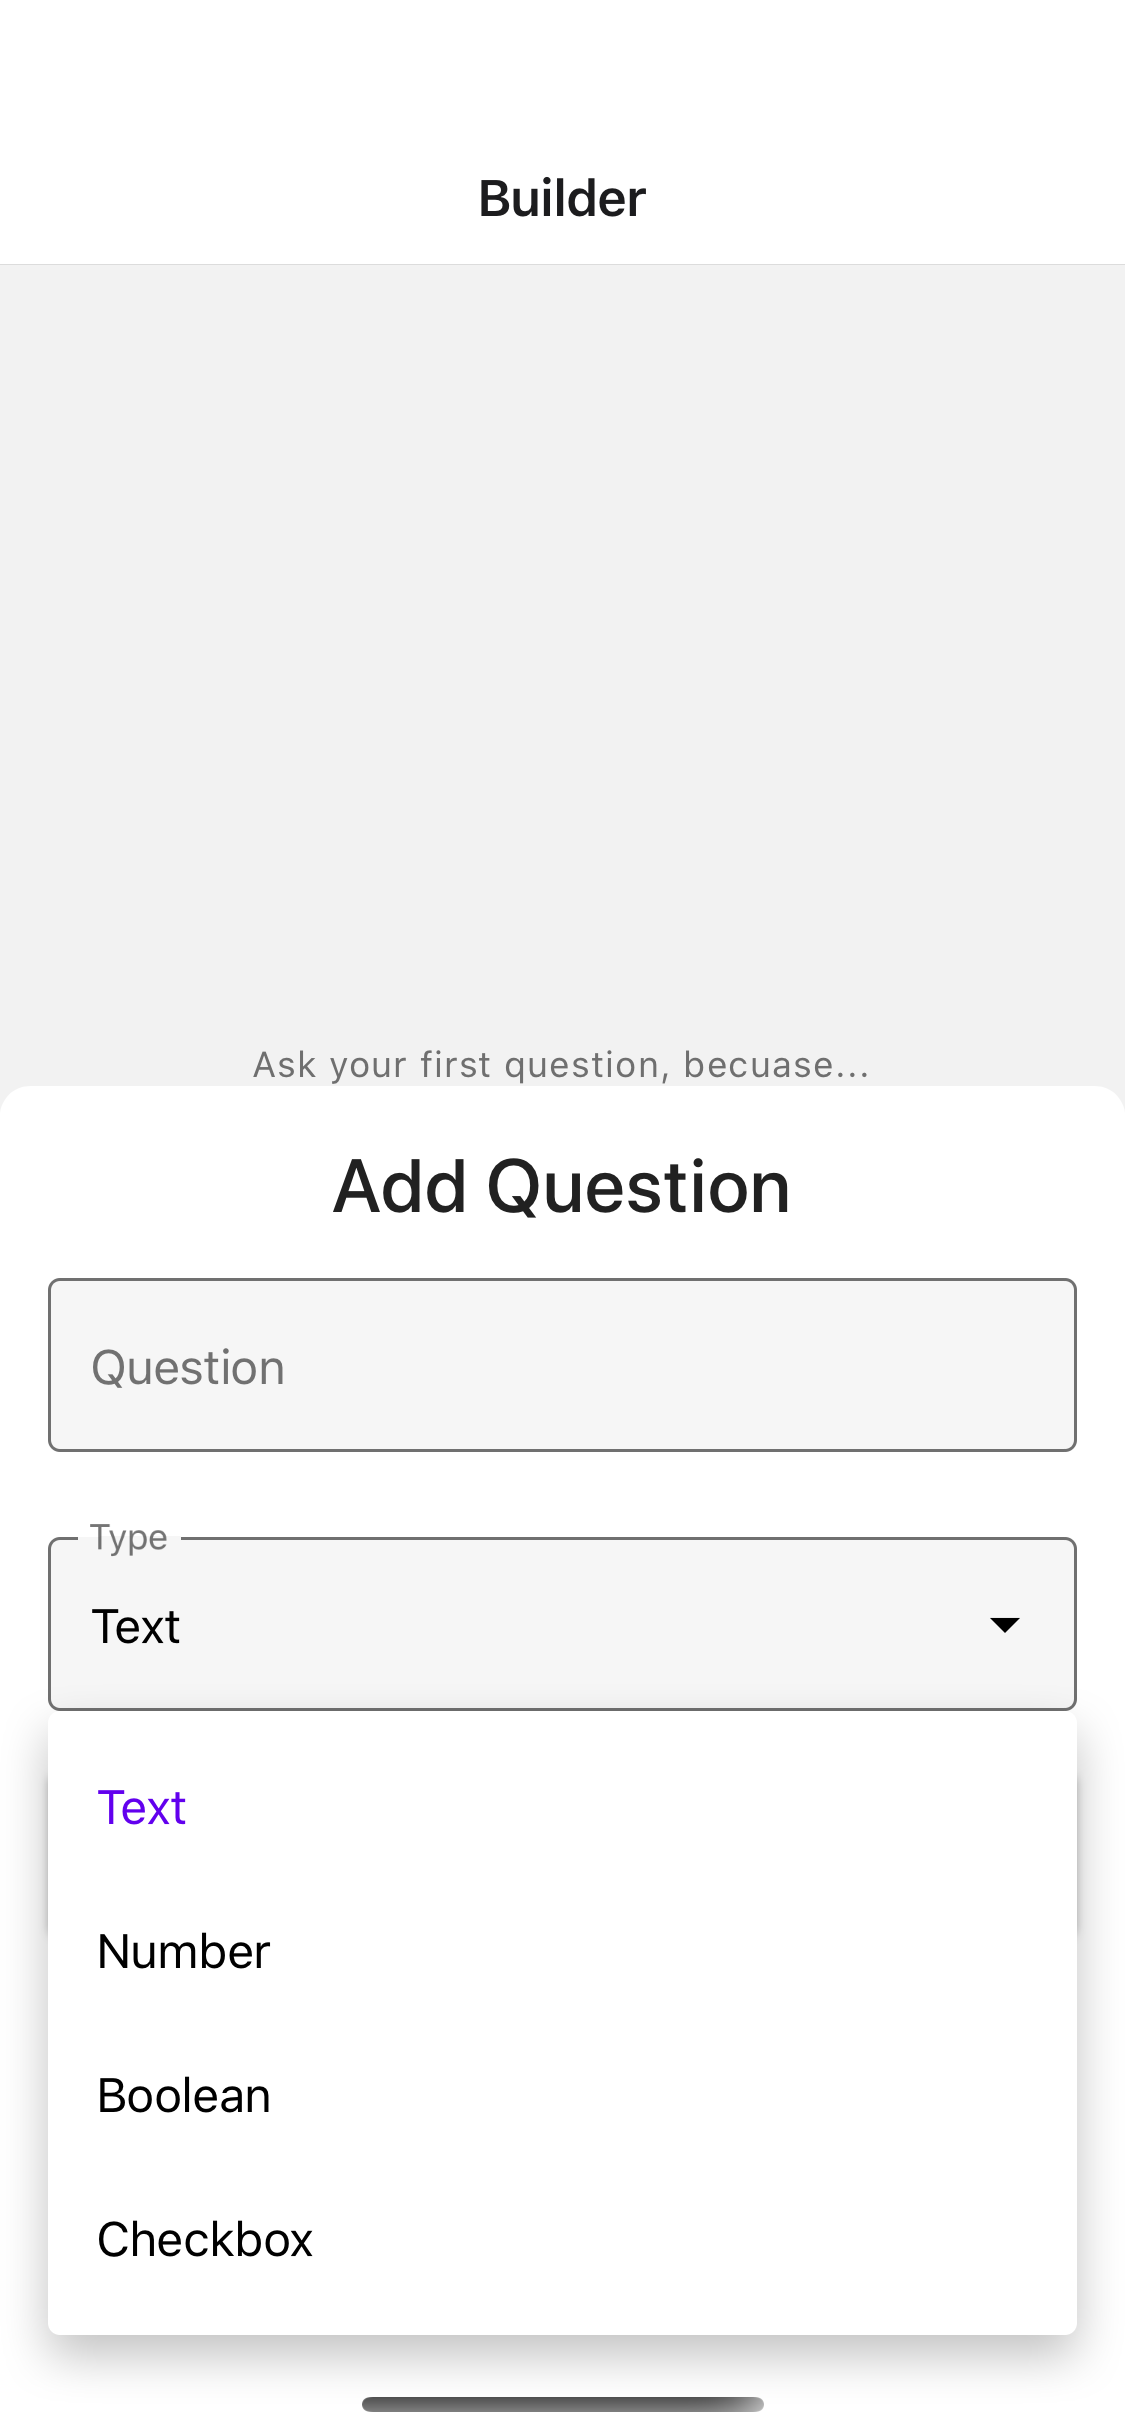 Builder
Ask your first question, becuase...
Add Question
Question
Type
Text
Text
Number
Boolean
Checkbox